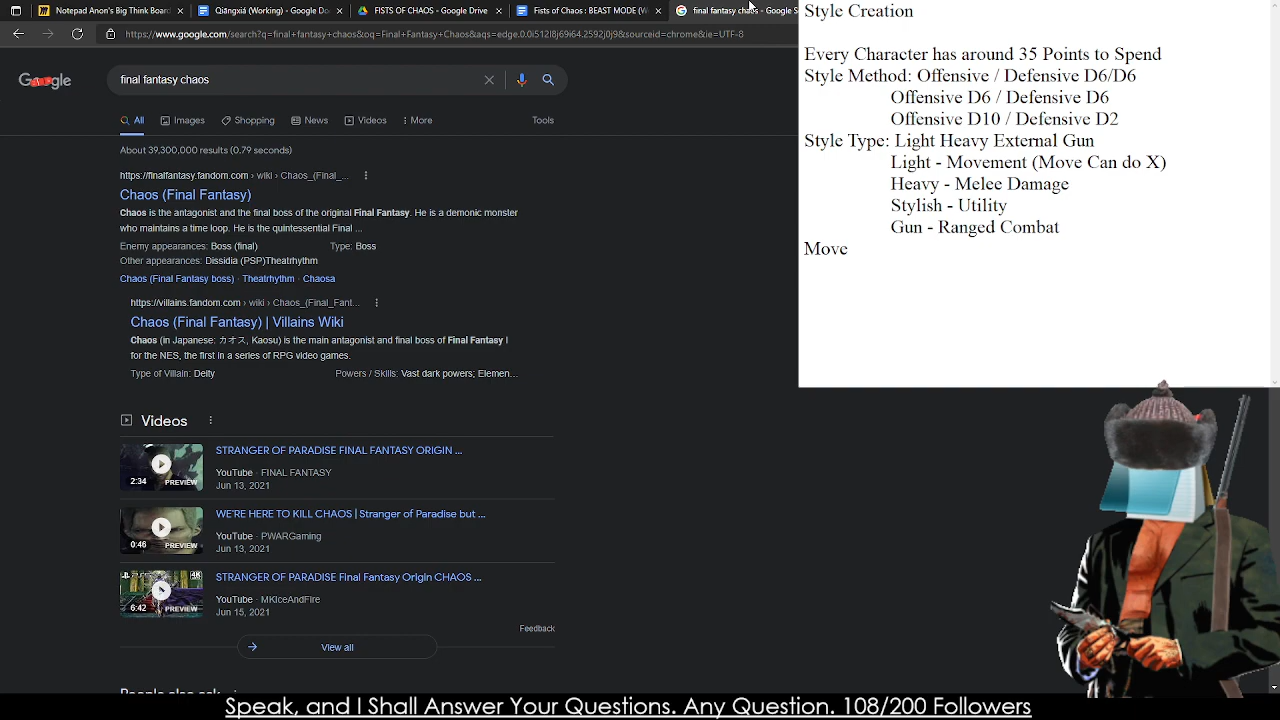 Notepad Anon's Big Think Board
Qiāngxiá (Working) - Google Do
FISTS OF CHAOS - Google Drive
Fists of Chaos : BEAST MODE (W
final fantasy chaos - Google S
https://www.google.com/search?q=final+fantasy+chaos&oq=Final+Fantasy+Chaos&aqs=edge.0.0i512l8j69i64.2592j0j9&sourceid=chrome&ie=UTF-8
final fantasy chaos
All
Images
Shopping
News
Videos
More
Tools
About 39,300,000 results (0.79 seconds)
https://finalfantasy.fandom.com › wiki › Chaos_(Final_...
Chaos (Final Fantasy)
Chaos is the antagonist and the final boss of the original Final Fantasy. He is a demonic monster
who maintains a time loop. He is the quintessential Final ...
Enemy appearances: Boss (final) Type: Boss
Other appearances: Dissidia (PSP)Theatrhythm
Chaos (Final Fantasy boss) · Theatrhythm · Chaosa
https://villains.fandom.com › wiki › Chaos_(Final_Fant...
Chaos (Final Fantasy) | Villains Wiki
Chaos (in Japanese: カオス, Kaosu) is the main antagonist and final boss of Final Fantasy I
for the NES, the first in a series of RPG video games.
Type of Villain: Deity Powers / Skills: Vast dark powers; Elemen...
Videos
STRANGER OF PARADISE FINAL FANTASY ORIGIN ...
YouTube · FINAL FANTASY
Jun 13, 2021
2:34
PREVIEW
WE'RE HERE TO KILL CHAOS | Stranger of Paradise but ...
YouTube · PWARGaming
Jun 13, 2021
0:46
PREVIEW
STRANGER OF PARADISE Final Fantasy Origin CHAOS ...
YouTube · MKIceAndFire
Jun 15, 2021
6:42
PREVIEW
Feedback
View all
People also ask
Style Creation
Every Character has around 35 Points to Spend
Style Method: Offensive / Defensive D6/D6
Offensive D6 / Defensive D6
Offensive D10 / Defensive D2
Style Type: Light Heavy External Gun
Light - Movement (Move Can do X)
Heavy - Melee Damage
Stylish - Utility
Gun - Ranged Combat
Move
Speak, and I Shall Answer Your Questions. Any Question. 108/200 Followers